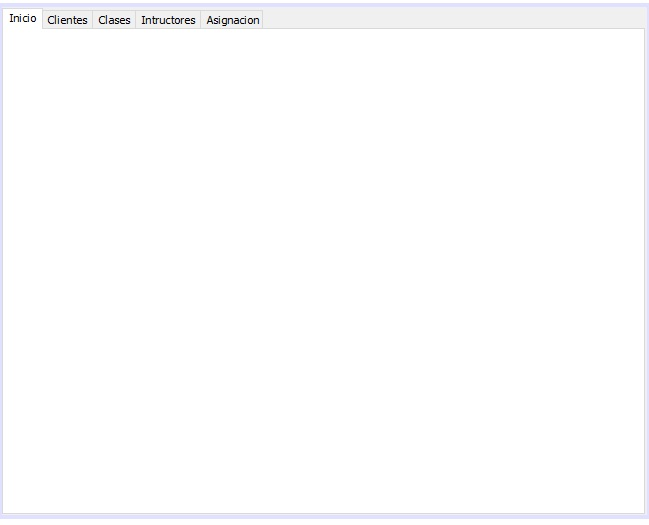 Inicio Clientes Clases Intructores Asignacion